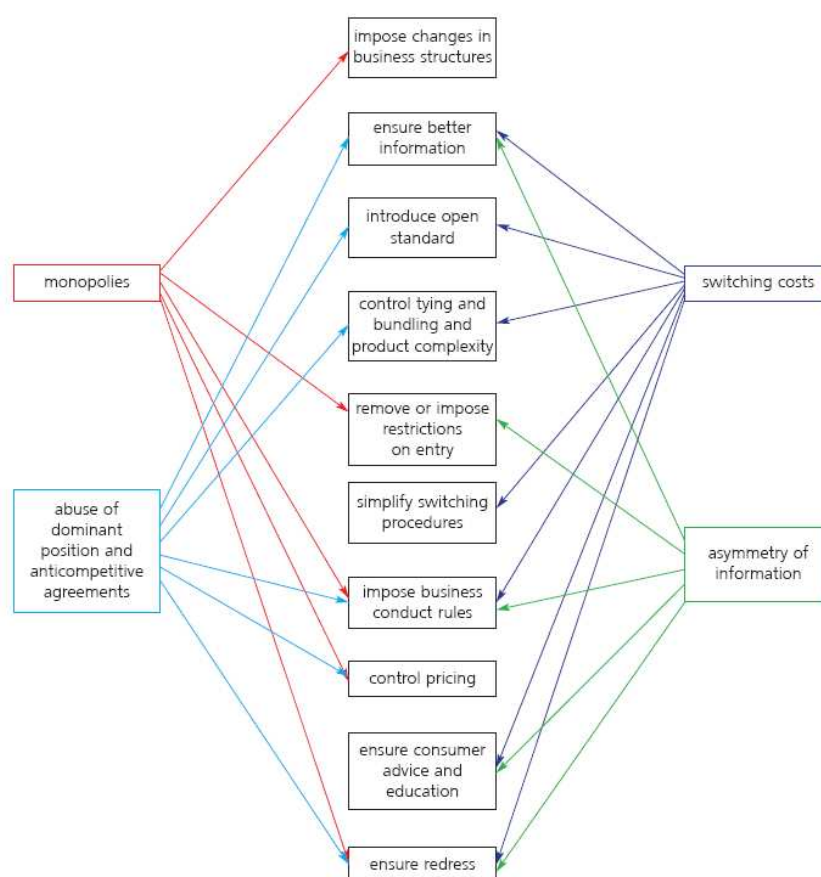 impose changes in
business structures
ensure better
information
introduce open
standard
monopolies
switching costs
control tying and
bundling and
product complexity
remove or impose
restrictions
on entry
simplify switching
procedures
abuse of
dominant
position and
anticompetitive
agreements
asymmetry of
information
impose business
conduct rules
control pricing
ensure consumer
advice and
education
ensure redress